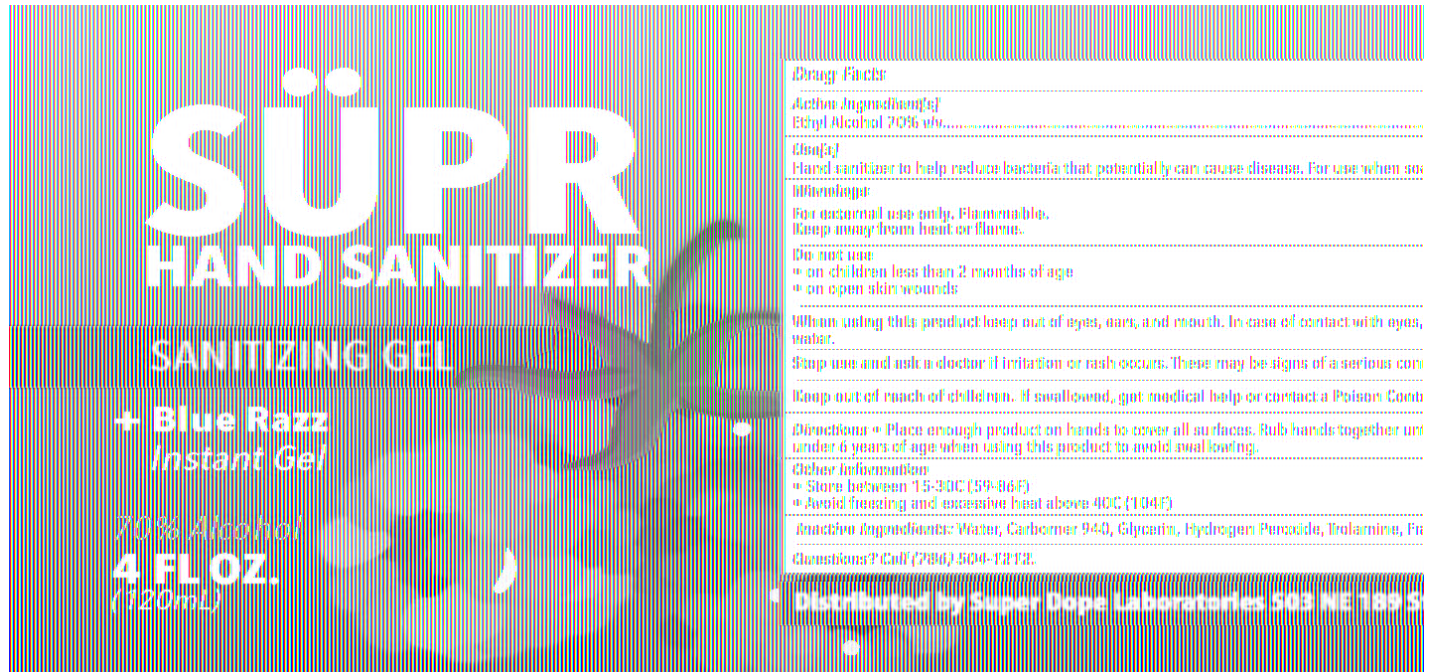 SÜPR
HAND SANITIZER
SANITIZING GEL
+ Blue Razz
Instant Gel
70% Alcohol
4 FL OZ.
(120mL)
Drug Facts
Active Ingredient[s]
Ethyl Alcohol 70% v/v
Use[s]
Hand sanitizer to help reduce bacteria that potentially can cause disease. For use when
Warnings
For external use only. Flammable.
Keep away from heat or flame.
Do not use
• on children less than 2 months of age
• on open skin wounds
When using this product keep out of eyes, ears, and mouth. In case of contact with eyes,
water.
Stop use and ask a doctor if irritation or rash occurs. These may be signs of a serious
Keep out of reach of children. If swallowed, get medical help or contact a Poison
Directions • Place enough product on hands to cover all surfaces. Rub hands together
under 6 years of age when using this product to avoid swallowing.
Other Information
• Store between 15-30C (59-86F)
• Avoid freezing and excessive heat above 40C (104F)
Inactive Ingredients: Water, Carbomer 940, Glycerin, Hydrogen Peroxide, Trolamine,
Questions? Call (786)
Distributed by Super Dope Laboratories 503 NE 189